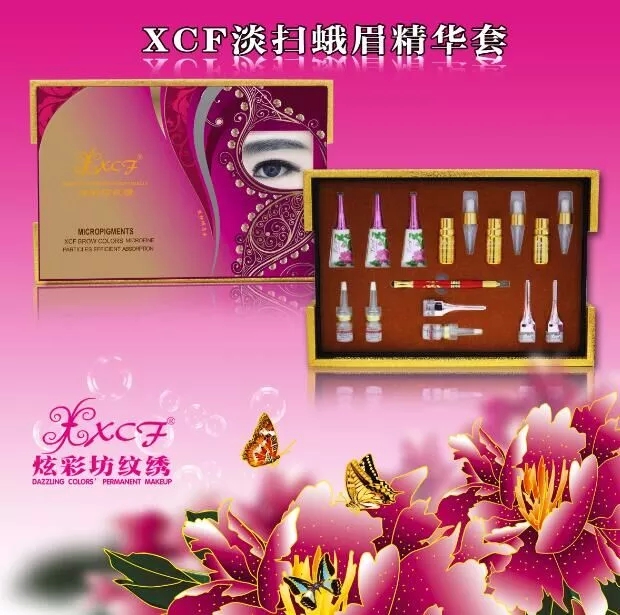 XCF淡扫蛾眉精华套
XCF®
MICROPIGMENTS
XCF BROW COLORS MICROENE
PARTICLES EFFICIENT ABSORPTION
XCF®
炫彩坊纹绣
DAZZLING COLORS' PERMANENT MAKEUP